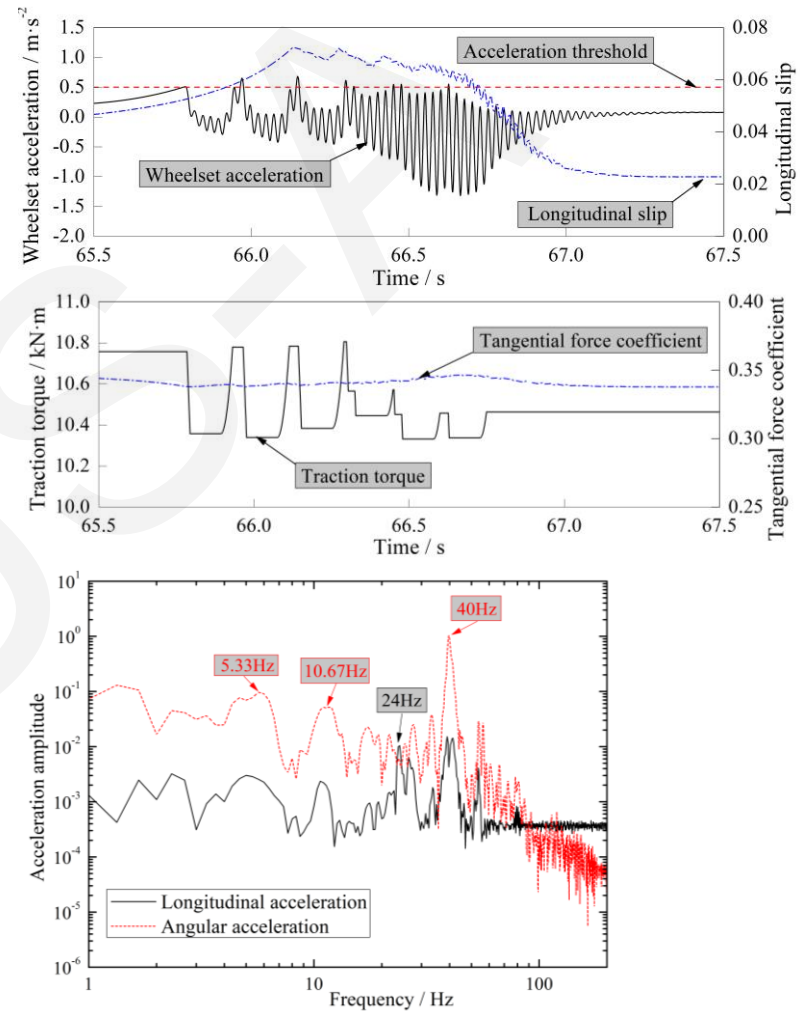 Wheelset acceleration / m·s⁻²
1.5
1.0
0.5
0.0
-0.5
-1.0
-1.5
-2.0
Acceleration threshold
Wheelset acceleration
Longitudinal slip
0.08
0.06
0.04
0.02
0.00
Longitudinal slip
65.5 66.0 66.5 67.0 67.5
Time / s
Traction torque / kN·m
11.0
10.8
10.6
10.4
10.2
10.0
Tangential force coefficient
Traction torque
0.40
0.35
0.30
0.25
Tangential force coefficient
65.5 66.0 66.5 67.0 67.5
Time / s
Acceleration amplitude
10¹
10⁰
10⁻¹
10⁻²
10⁻³
10⁻⁴
10⁻⁵
10⁻⁶
40Hz
5.33Hz
10.67Hz
24Hz
Longitudinal acceleration
Angular acceleration
1 10 100
Frequency / Hz